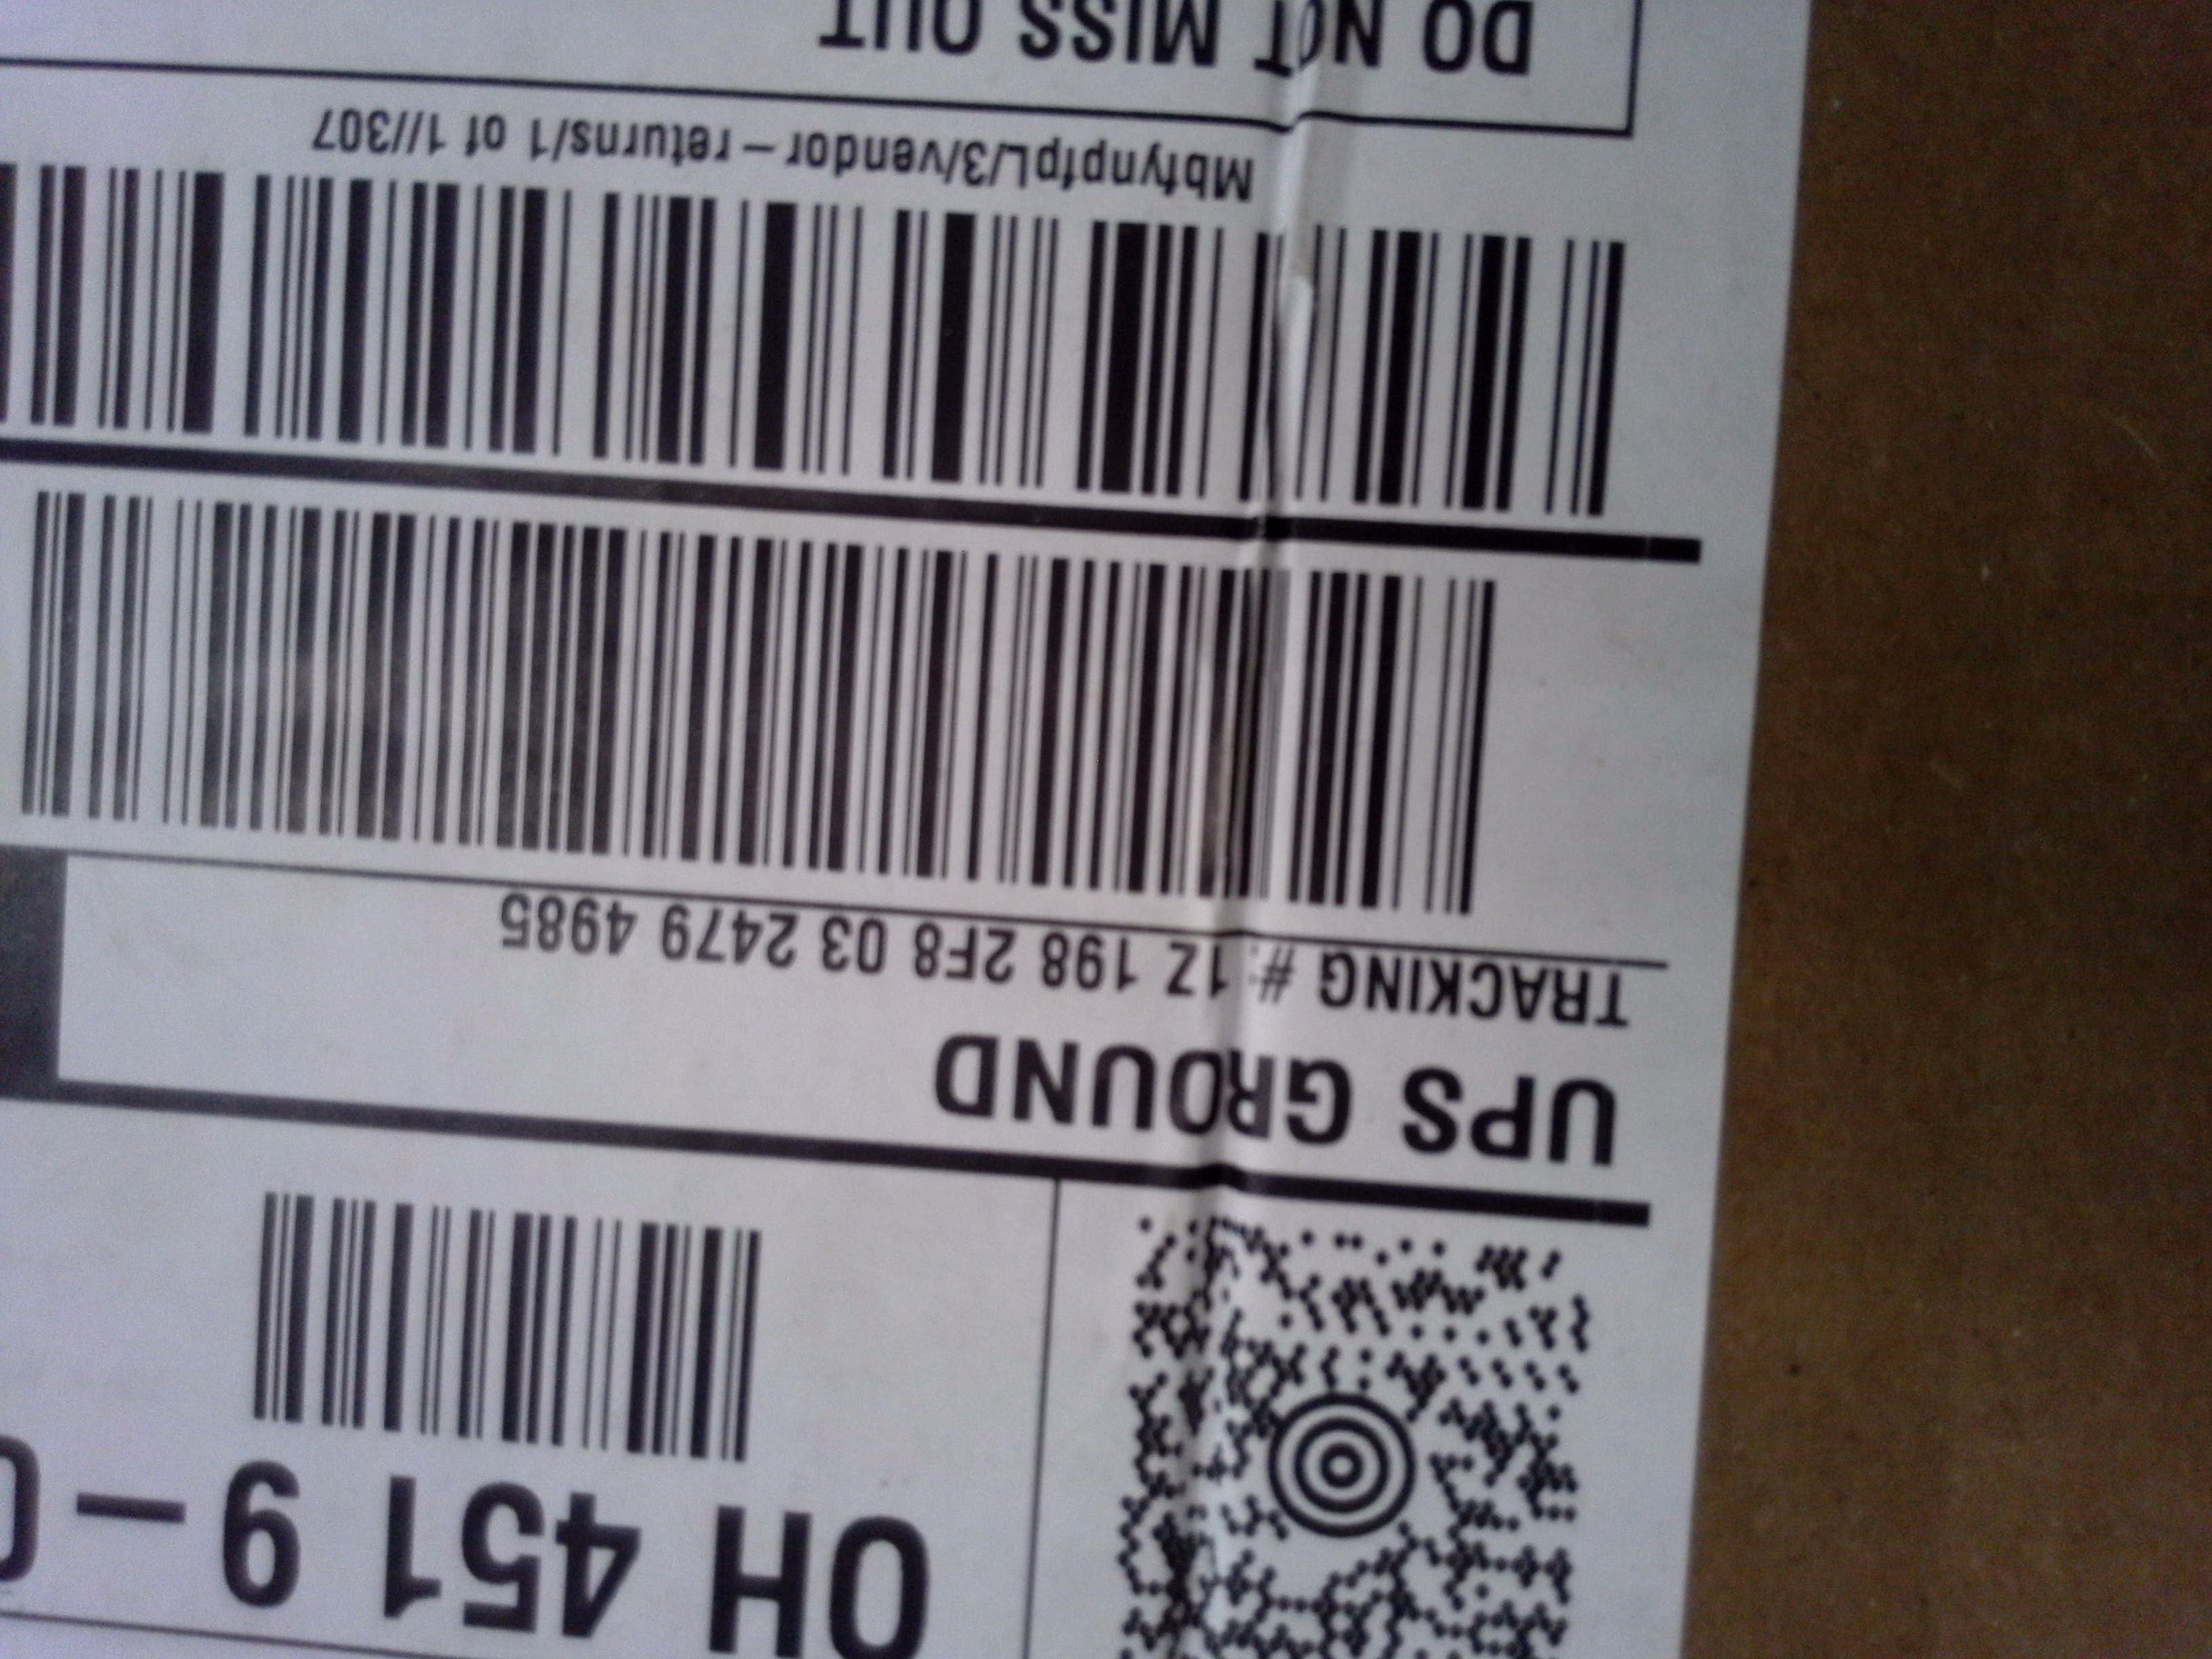 OH 451 9 –
UPS GROUND
TRACKING #: 1Z 198 2F8 03 2479 4985
MbfynpfpL/3/vendor – returns/1 of 1//307
DO NOT MISS OUT